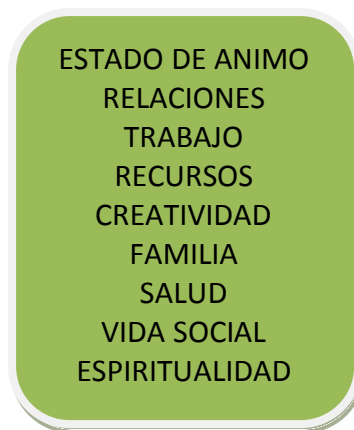 ESTADO DE ANIMO
RELACIONES
TRABAJO
RECURSOS
CREATIVIDAD
FAMILIA
SALUD
VIDA SOCIAL
ESPIRITUALIDAD